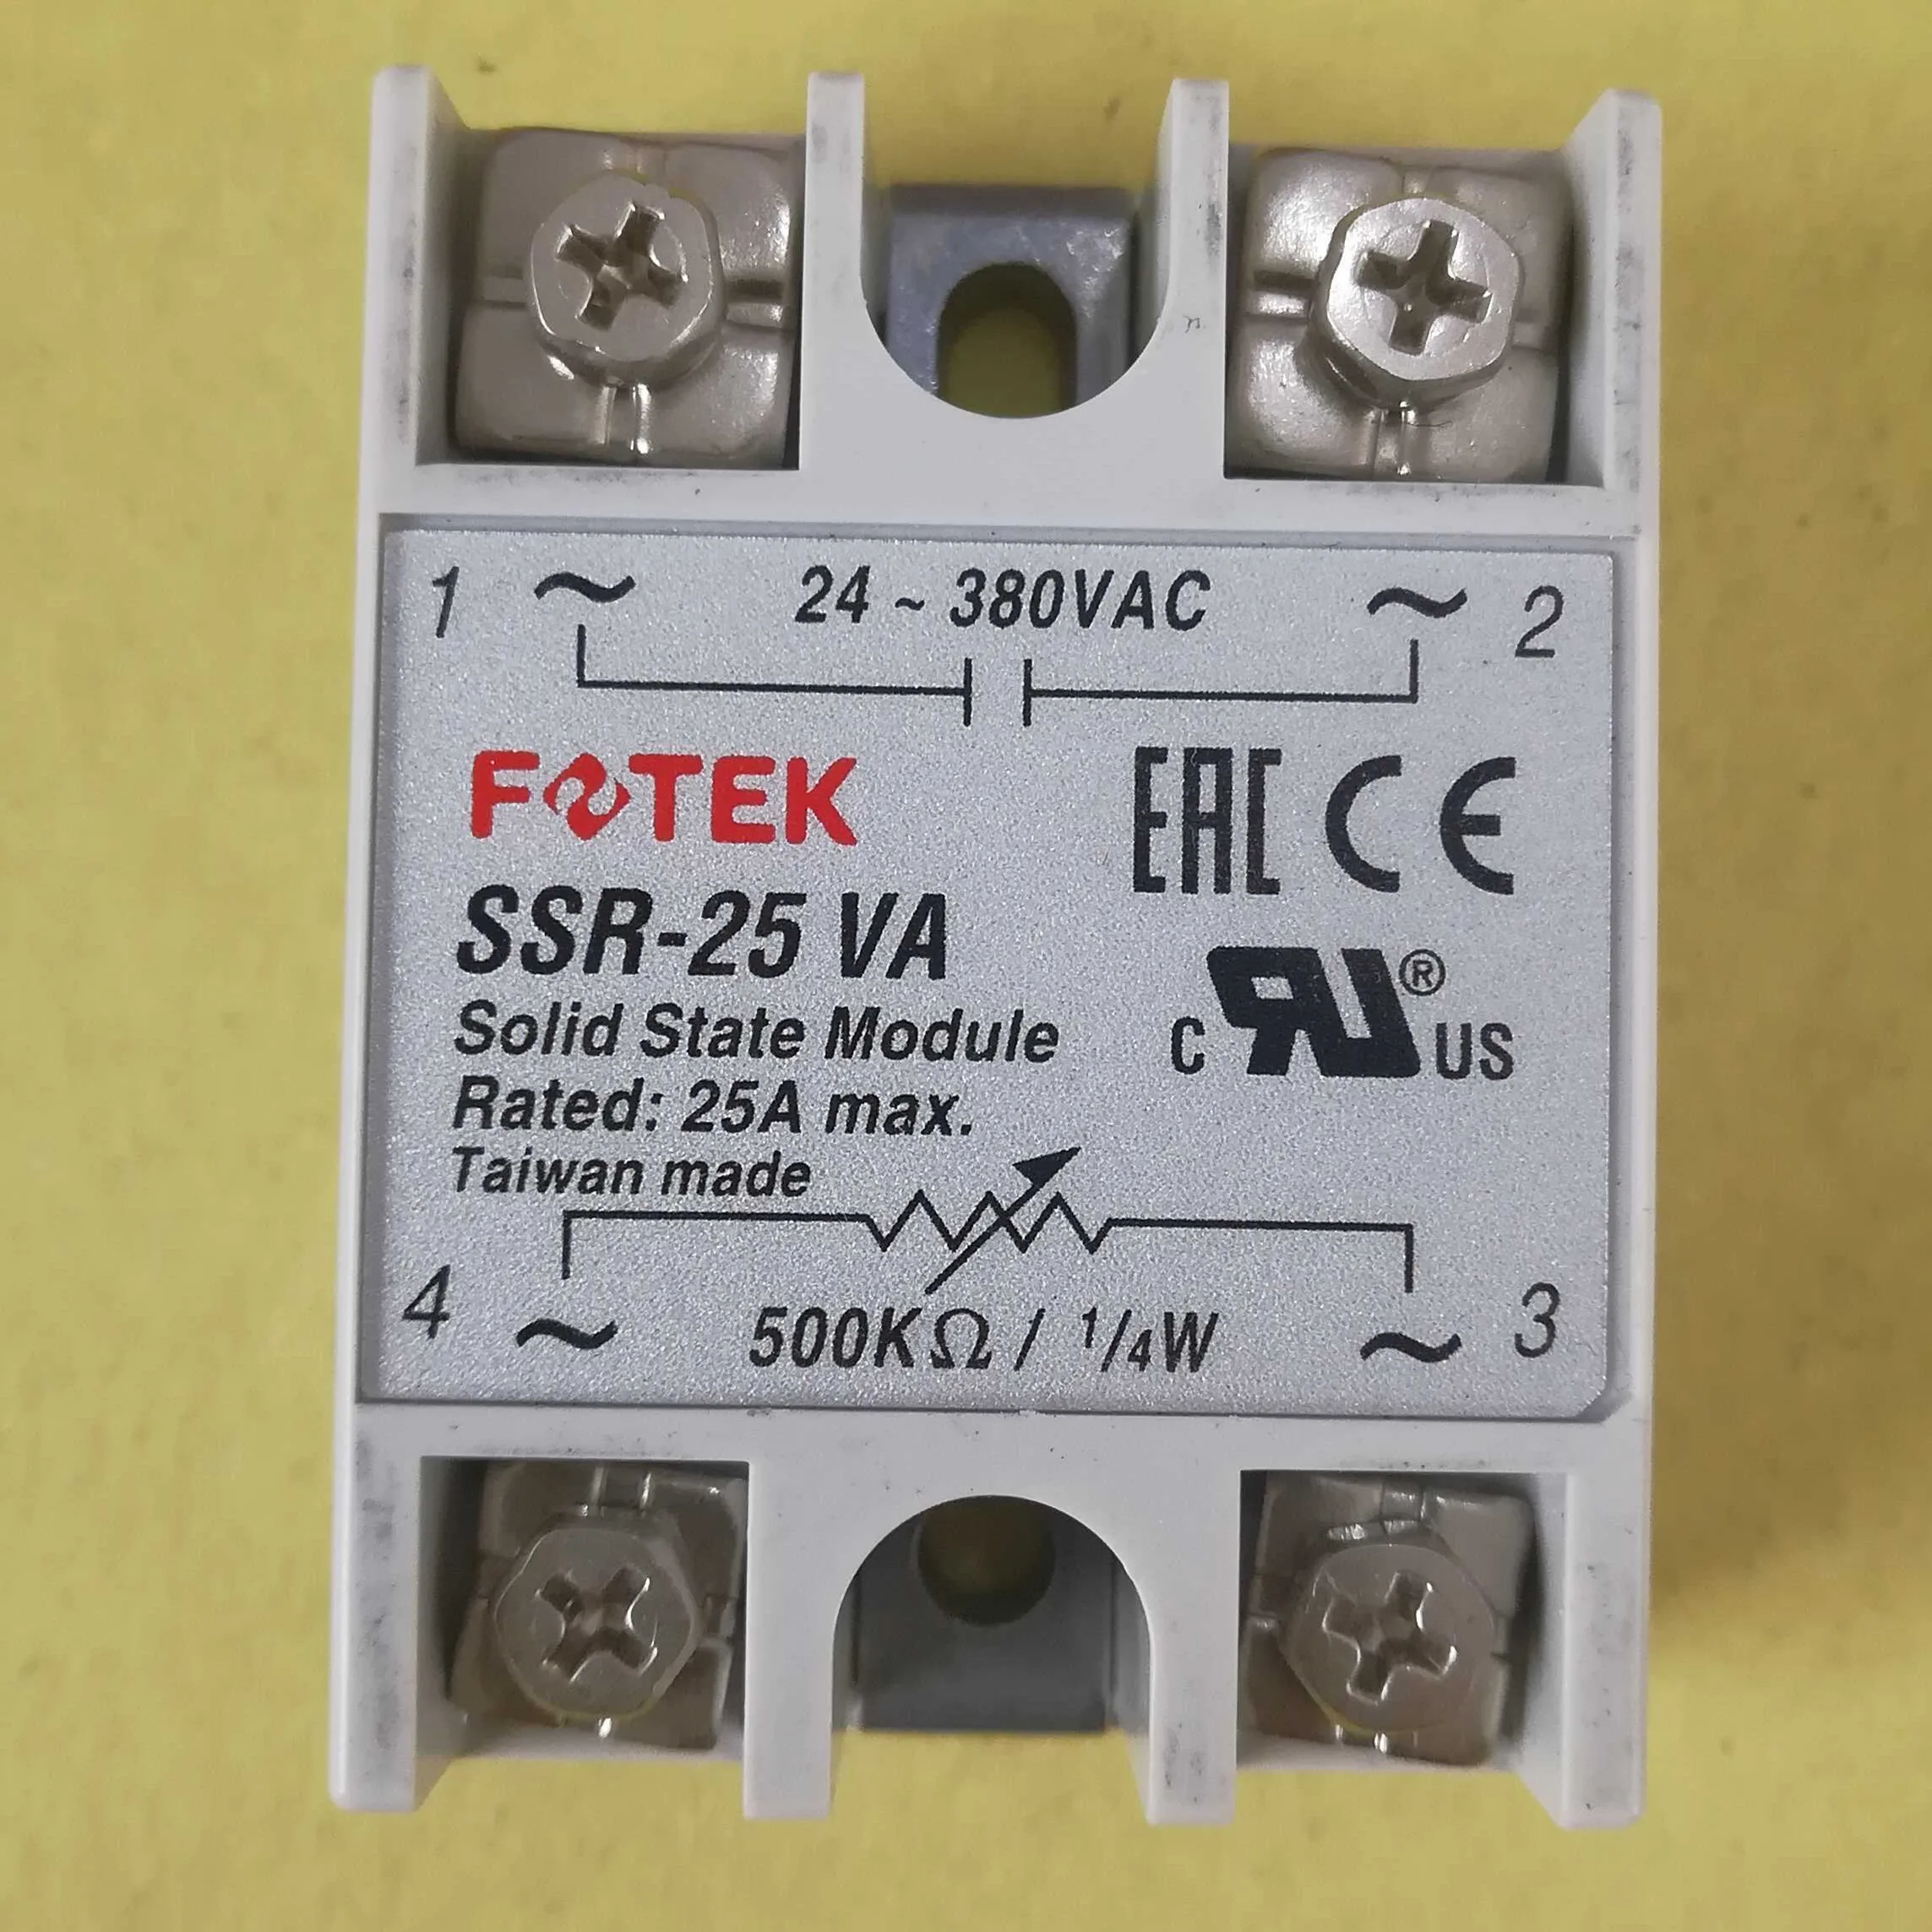 1 ~ 24 ~ 380VAC ~ 2
FOTEK
EAC CE
SSR-25 VA
Solid State Module
c RU® US
Rated: 25A max.
Taiwan made
4 ~ 500KΩ / 1/4W ~ 3